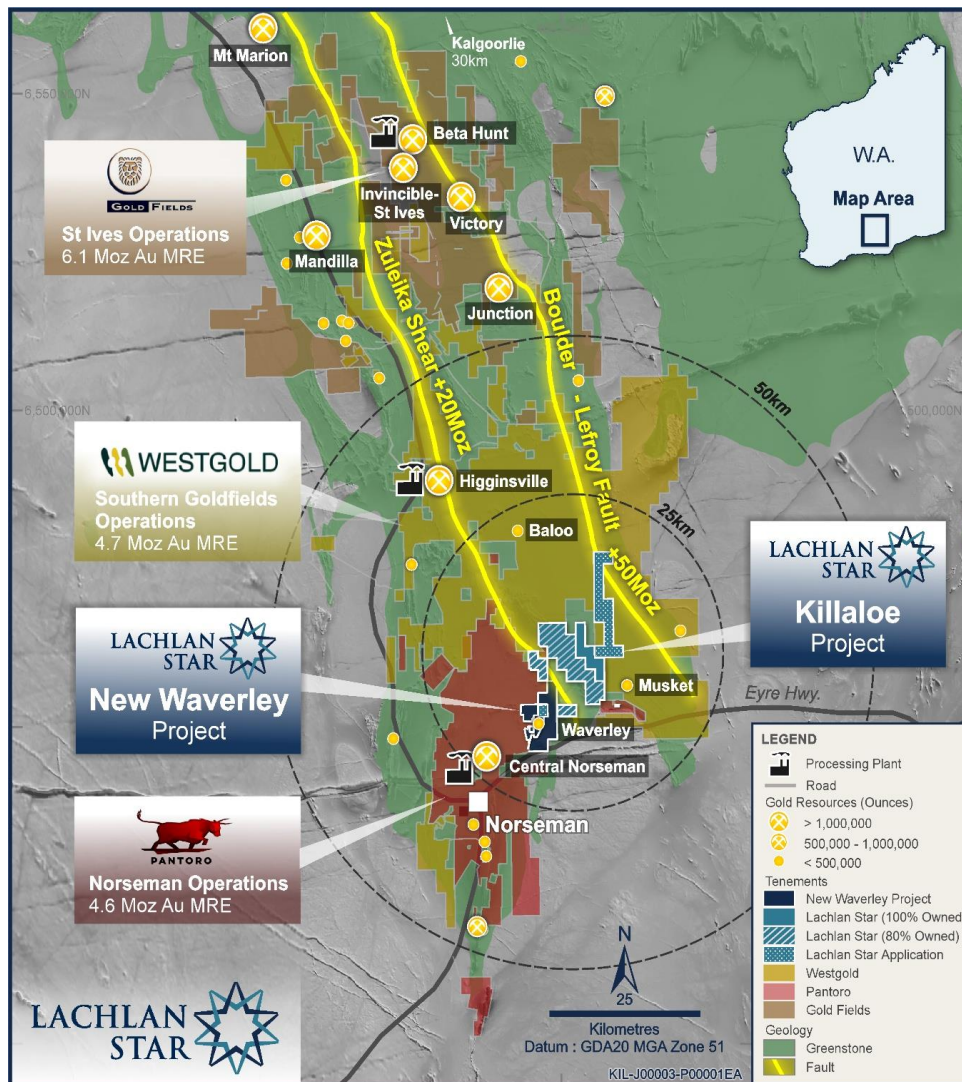 Mt Marion
Kalgoorlie
30km
6,550,000N
Beta Hunt
Invincible-
St Ives
Victory
GOLD FIELDS
St Ives Operations
6.1 Moz Au MRE
Mandilla
Junction
Zuleika Shear +20Moz
Boulder - Lefroy Fault +50Moz
W.A.
Map Area
6,500,000N
500,000N
50km
25km
WESTGOLD
Southern Goldfields
Operations
4.7 Moz Au MRE
Higginsville
Baloo
LACHLAN
STAR
Killaloe
Project
LACHLAN
STAR
New Waverley
Project
Musket
Eyre Hwy.
Waverley
Central Norseman
Norseman
PANTORO
Norseman Operations
4.6 Moz Au MRE
LACHLAN
STAR
N
25
Kilometres
Datum : GDA20 MGA Zone 51
KIL-J00003-P00001EA
LEGEND
Processing Plant
Road
Gold Resources (Ounces)
> 1,000,000
500,000 - 1,000,000
< 500,000
Tenements
New Waverley Project
Lachlan Star (100% Owned)
Lachlan Star (80% Owned)
Lachlan Star Application
Westgold
Pantoro
Gold Fields
Geology
Greenstone
Fault